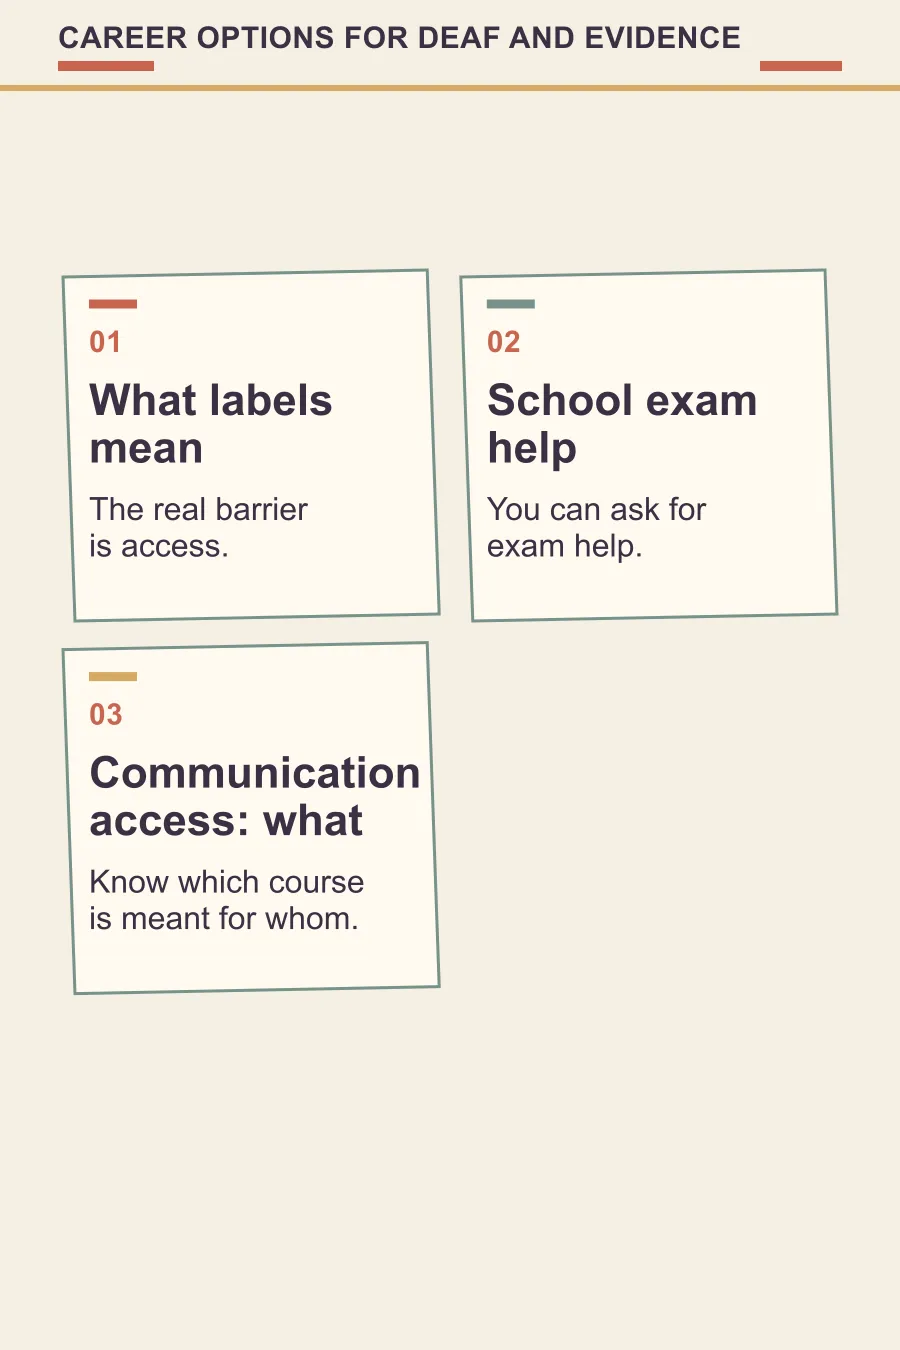 CAREER OPTIONS FOR DEAF AND EVIDENCE
01
What labels
mean
The real barrier
is access.
02
School exam
help
You can ask for
exam help.
03
Communication
access: what
Know which course
is meant for whom.